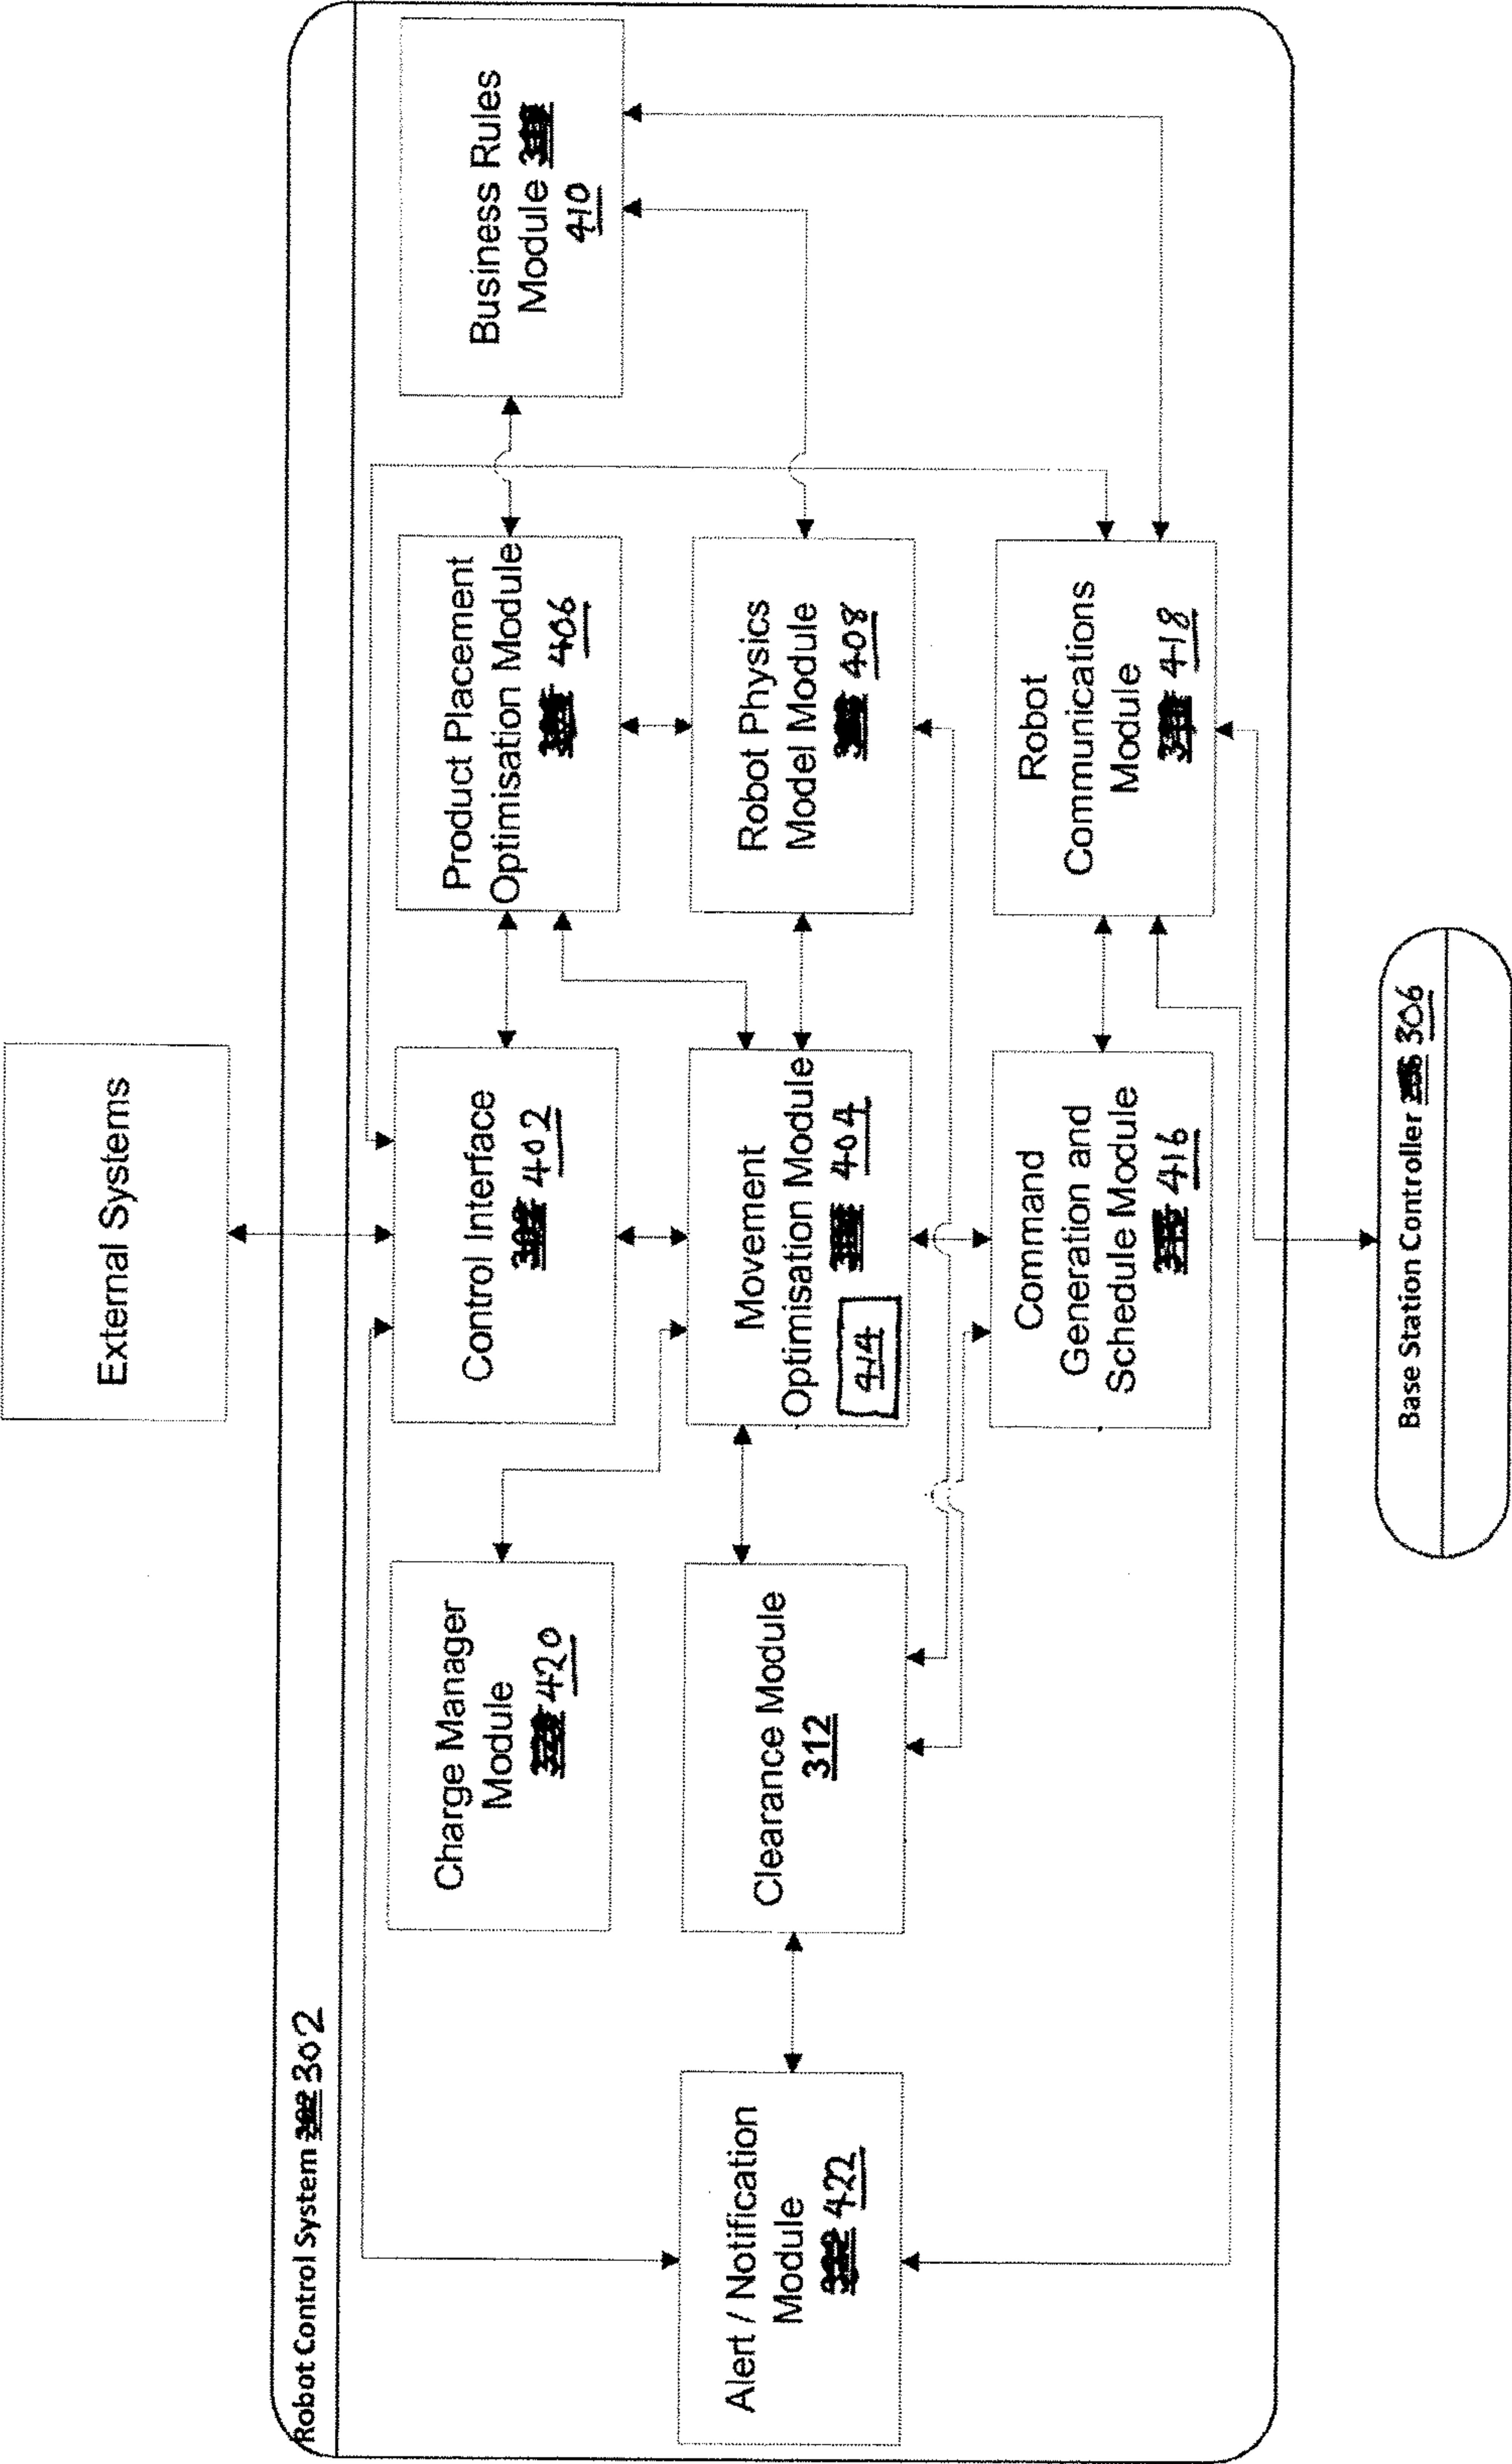 External Systems
Robot Control System 302
Control Interface
402
Product Placement
Optimisation Module
406
Business Rules
Module
410
Charge Manager
Module
420
Alert / Notification
Module
422
Clearance Module
312
Movement
Optimisation Module
404
414
Robot Physics
Model Module
408
Command
Generation and
Schedule Module
416
Robot
Communications
Module
418
Base Station Controller 306